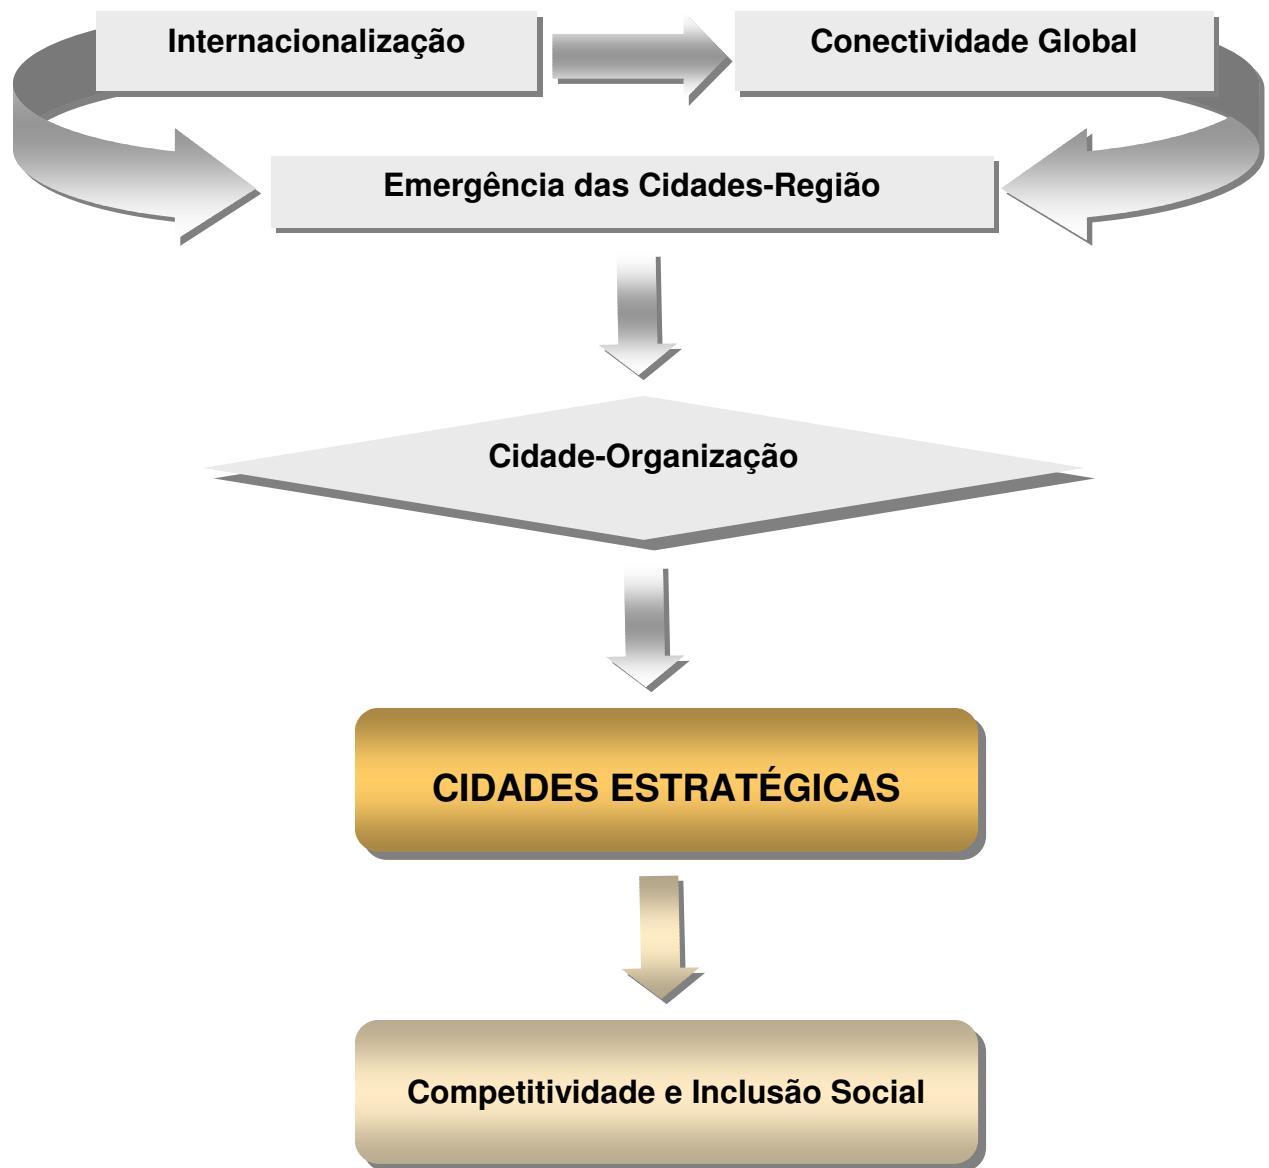 Internacionalização
Conectividade Global
Emergência das Cidades-Região
Cidade-Organização
CIDADES ESTRATÉGICAS
Competitividade e Inclusão Social